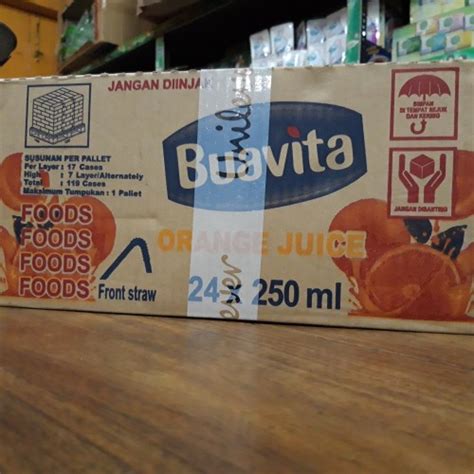 JANGAN DIINJAK
SIMPAN
DI TEMPAT SEJUK
DAN KERING
Buavita
SUSUNAN PER PALLET
Per Layer : 17 Cases
High : 7 Layer/Alternately
Total : 119 Cases
Maksimum Tumpukan : 1 Pallet
JANGAN DIBANTING
FOODS
FOODS
FOODS
FOODS
ORANGE JUICE
Front straw
24 x 250 ml
Unilever